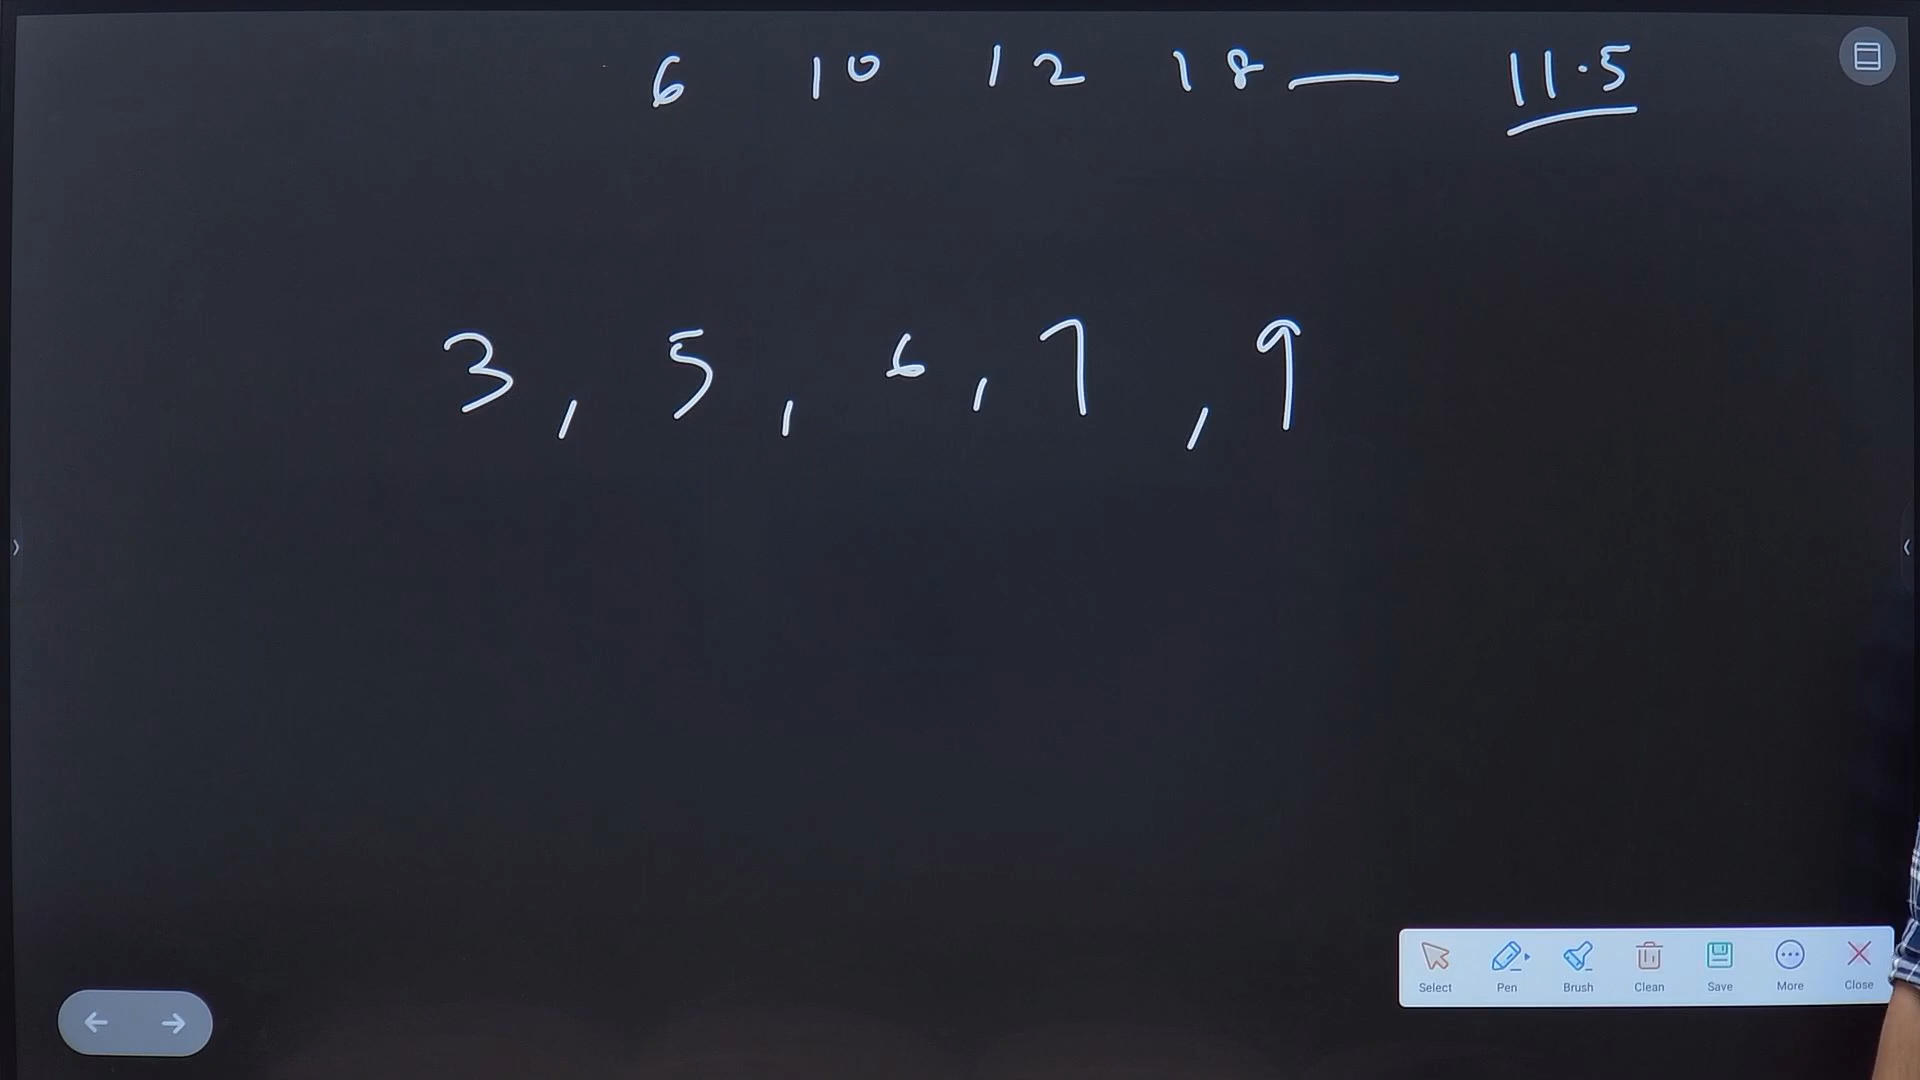 6 10 12 18 — 11.5
3, 5, 6, 7, 9
Select Pen Brush Clean Save More Close